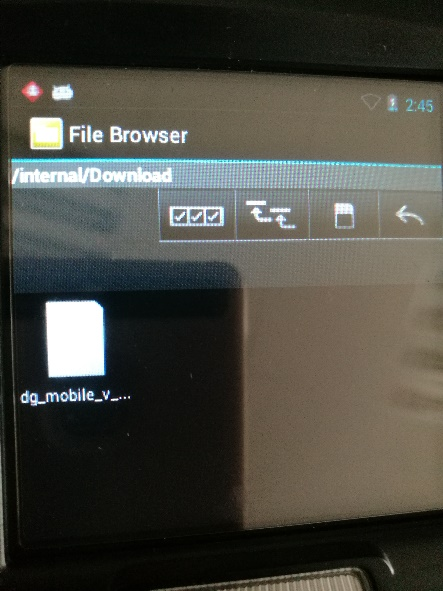 2:45
File Browser
/internal/Download
dg_mobile_v_...